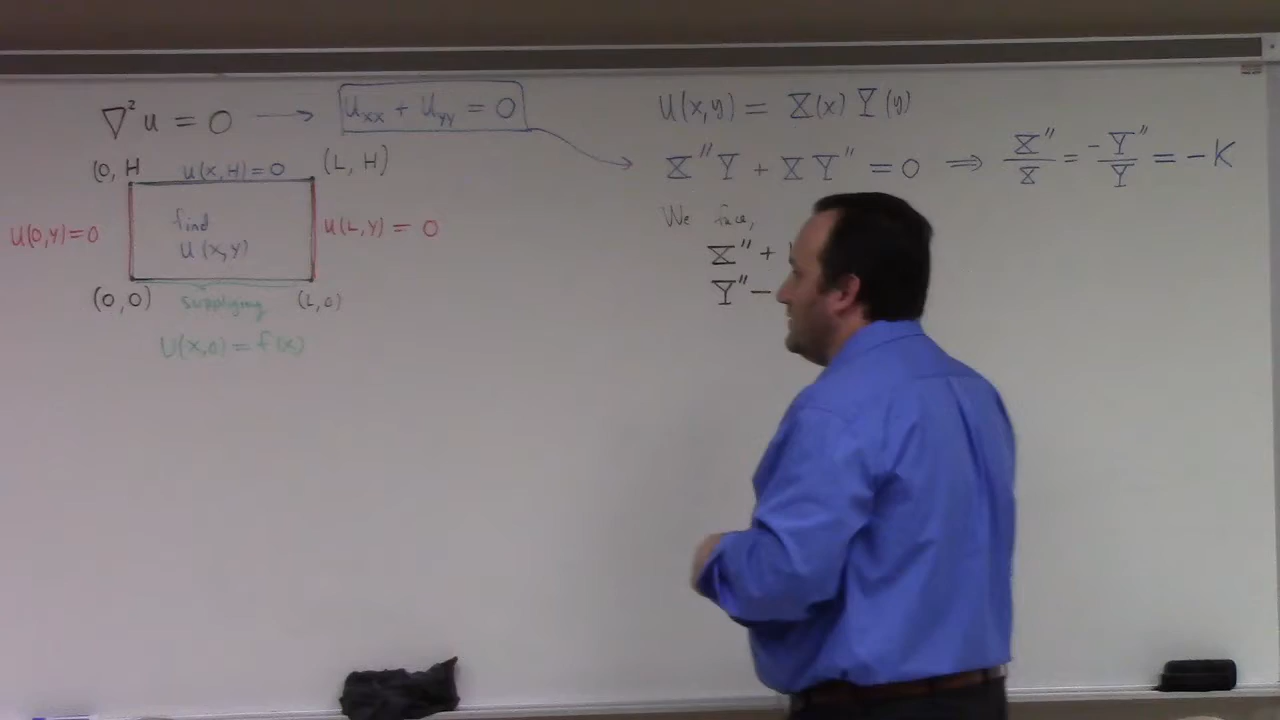 ∇²u = 0 → u_xx + u_yy = 0
(0, H
u(x,H)=0
(L, H)
U(0,y)=0
find
u(x,y)
U(L,y) = 0
(0,0)
supplying
(L,0)
U(x,0) = f(x)
U(x,y) = X(x) Y(y)
X''Y + X Y'' = 0 ⇒ X''/X = -Y''/Y = -K
We face,
X'' +
Y'' -